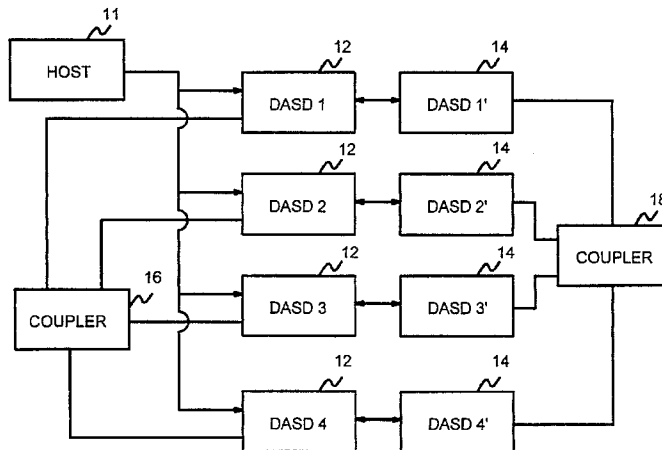 11
HOST
12
DASD 1
14
DASD 1'
12
DASD 2
14
DASD 2'
18
COUPLER
16
COUPLER
12
DASD 3
14
DASD 3'
12
DASD 4
14
DASD 4'